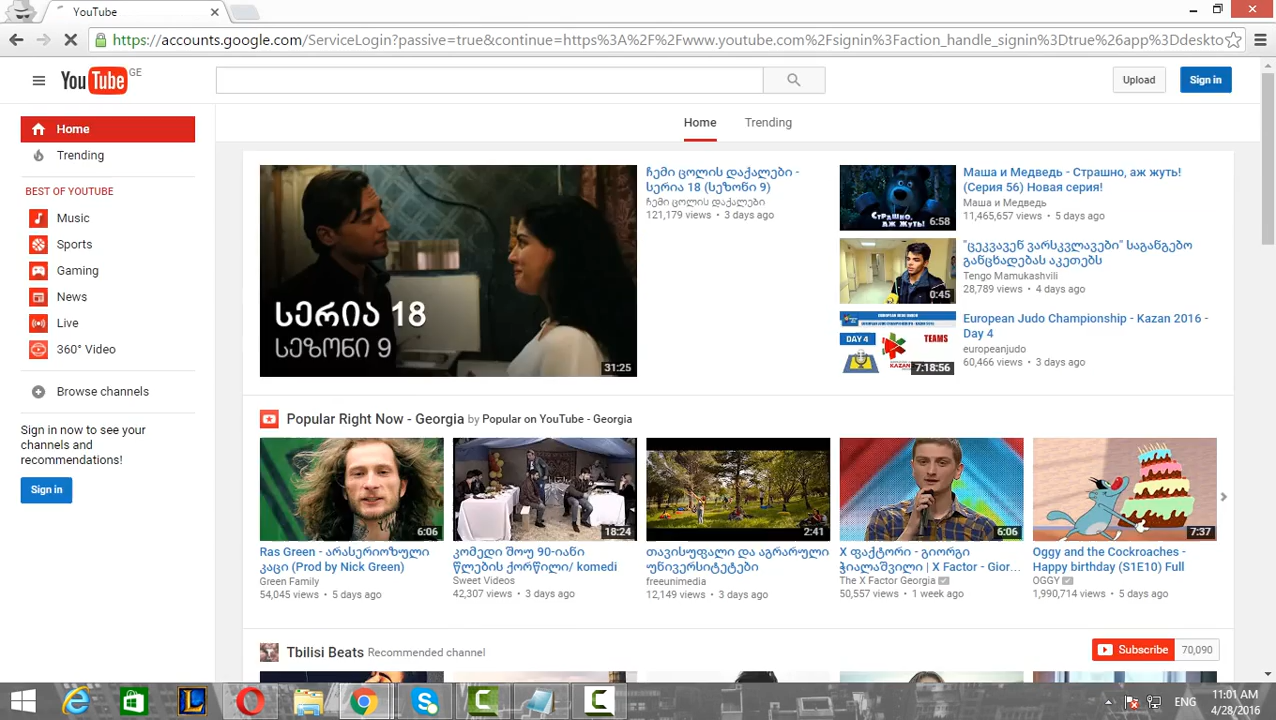 YouTube
https://accounts.google.com/ServiceLogin?passive=true&continue=https%3A%2F%2Fwww.youtube.com%2Fsignin%3Faction_handle_signin%3Dtrue%26app%3Ddeskto
YouTube GE
Upload
Sign in
Home
Trending
Home
Trending
BEST OF YOUTUBE
Music
Sports
Gaming
News
Live
360° Video
Browse channels
Sign in now to see your
channels and
recommendations!
Sign in
სერია 18
სეზონი 9
31:25
ჩემი ცოლის დაქალები -
სერია 18 (სეზონი 9)
ჩემი ცოლის დაქალები
121,179 views • 3 days ago
СТРАШНО,
АЖ ЖУТЬ!
6:58
Маша и Медведь - Страшно, аж жуть!
(Серия 56) Новая серия!
Маша и Медведь
11,465,657 views • 5 days ago
0:45
"ცეკვავენ ვარსკვლავები" საგანგებო
განცხადებას აკეთებს
Tengo Mamukashvili
28,789 views • 4 days ago
DAY 4
TEAMS
KAZAN
7:18:56
European Judo Championship - Kazan 2016 -
Day 4
europeanjudo
60,466 views • 3 days ago
Popular Right Now - Georgia by Popular on YouTube - Georgia
6:06
Ras Green - არასერიოზული
კაცი (Prod by Nick Green)
Green Family
54,045 views • 5 days ago
18:24
კომედი შოუ 90-იანი
წლების ქორწილი/ komedi
Sweet Videos
42,307 views • 3 days ago
2:41
თავისუფალი და აგრარული
უნივერსიტეტები
freeunimedia
12,149 views • 3 days ago
6:06
X ფაქტორი - გიორგი
ჭიალაშვილი | X Factor - Gior...
The X Factor Georgia
50,557 views • 1 week ago
7:37
Oggy and the Cockroaches -
Happy birthday (S1E10) Full
OGGY
1,990,714 views • 5 days ago
Tbilisi Beats Recommended channel
Subscribe
70,090
ENG
11:01 AM
4/28/2016